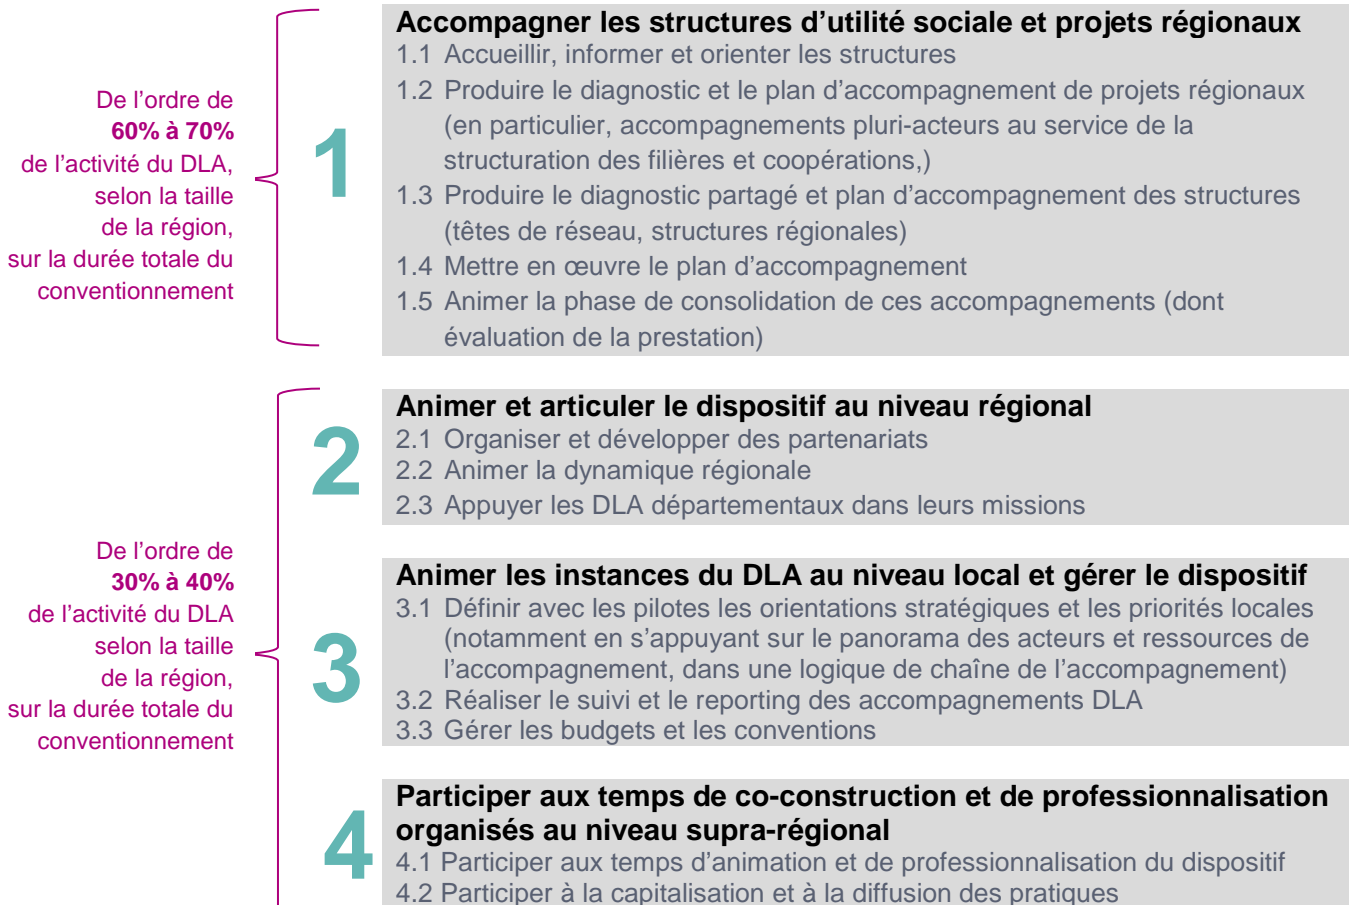 De l’ordre de
60% à 70%
de l’activité du DLA,
selon la taille
de la région,
sur la durée totale du
conventionnement
1
Accompagner les structures d’utilité sociale et projets régionaux
1.1 Accueillir, informer et orienter les structures
1.2 Produire le diagnostic et le plan d’accompagnement de projets régionaux
(en particulier, accompagnements pluri-acteurs au service de la
structuration des filières et coopérations,)
1.3 Produire le diagnostic partagé et plan d’accompagnement des structures
(têtes de réseau, structures régionales)
1.4 Mettre en œuvre le plan d’accompagnement
1.5 Animer la phase de consolidation de ces accompagnements (dont
évaluation de la prestation)
De l’ordre de
30% à 40%
de l’activité du DLA
selon la taille
de la région,
sur la durée totale du
conventionnement
2
Animer et articuler le dispositif au niveau régional
2.1 Organiser et développer des partenariats
2.2 Animer la dynamique régionale
2.3 Appuyer les DLA départementaux dans leurs missions
3
Animer les instances du DLA au niveau local et gérer le dispositif
3.1 Définir avec les pilotes les orientations stratégiques et les priorités locales
(notamment en s’appuyant sur le panorama des acteurs et ressources de
l’accompagnement, dans une logique de chaîne de l’accompagnement)
3.2 Réaliser le suivi et le reporting des accompagnements DLA
3.3 Gérer les budgets et les conventions
4
Participer aux temps de co-construction et de professionnalisation
organisés au niveau supra-régional
4.1 Participer aux temps d’animation et de professionnalisation du dispositif
4.2 Participer à la capitalisation et à la diffusion des pratiques